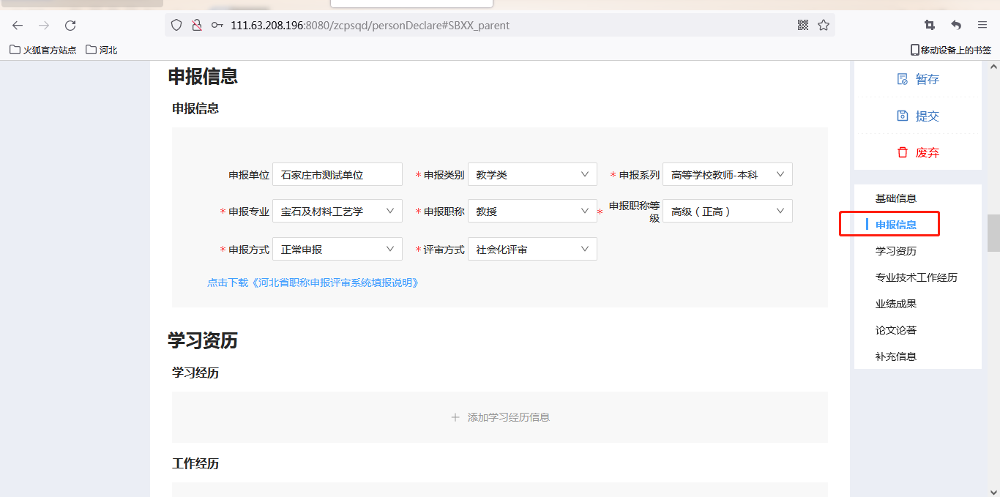 111.63.208.196:8080/zcpsqd/personDeclare#SBXX_parent
火狐官方站点 河北 移动设备上的书签
申报信息
申报信息
申报单位 石家庄市测试单位 * 申报类别 教学类 * 申报系列 高等学校教师-本科
* 申报专业 宝石及材料工艺学 * 申报职称 教授 * 申报职称等级 高级（正高）
* 申报方式 正常申报 * 评审方式 社会化评审
点击下载《河北省职称申报评审系统填报说明》
学习资历
学习经历
+ 添加学习经历信息
工作经历
暂存
提交
废弃
基础信息
申报信息
学习资历
专业技术工作经历
业绩成果
论文论著
补充信息